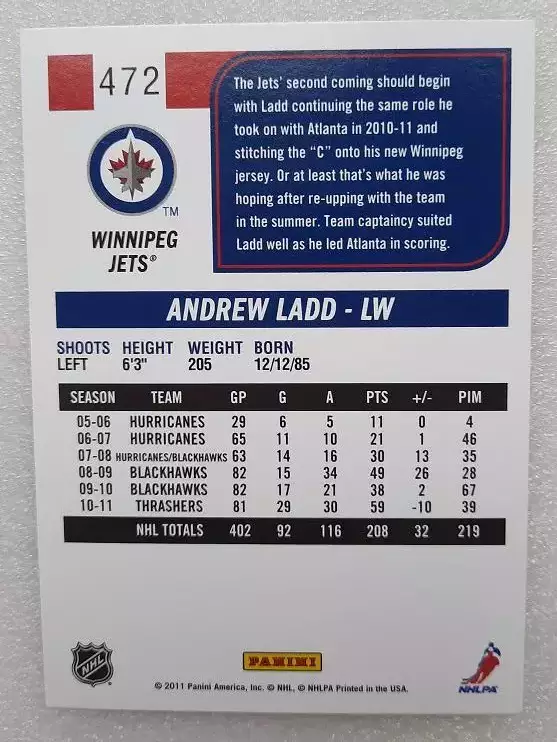 472
The Jets' second coming should begin
with Ladd continuing the same role he
took on with Atlanta in 2010-11 and
stitching the "C" onto his new Winnipeg
jersey. Or at least that's what he was
hoping after re-upping with the team
in the summer. Team captaincy suited
Ladd well as he led Atlanta in scoring.
TM
WINNIPEG
JETS®
ANDREW LADD - LW
SHOOTS HEIGHT WEIGHT BORN
LEFT 6'3" 205 12/12/85
SEASON TEAM GP G A PTS +/- PIM
05-06 HURRICANES 29 6 5 11 0 4
06-07 HURRICANES 65 11 10 21 1 46
07-08 HURRICANES/BLACKHAWKS 63 14 16 30 13 35
08-09 BLACKHAWKS 82 15 34 49 26 28
09-10 BLACKHAWKS 82 17 21 38 2 67
10-11 THRASHERS 81 29 30 59 -10 39
NHL TOTALS 402 92 116 208 32 219
NHL
PANINI
NHLPA
© 2011 Panini America, Inc. © NHL, © NHLPA Printed in the USA.